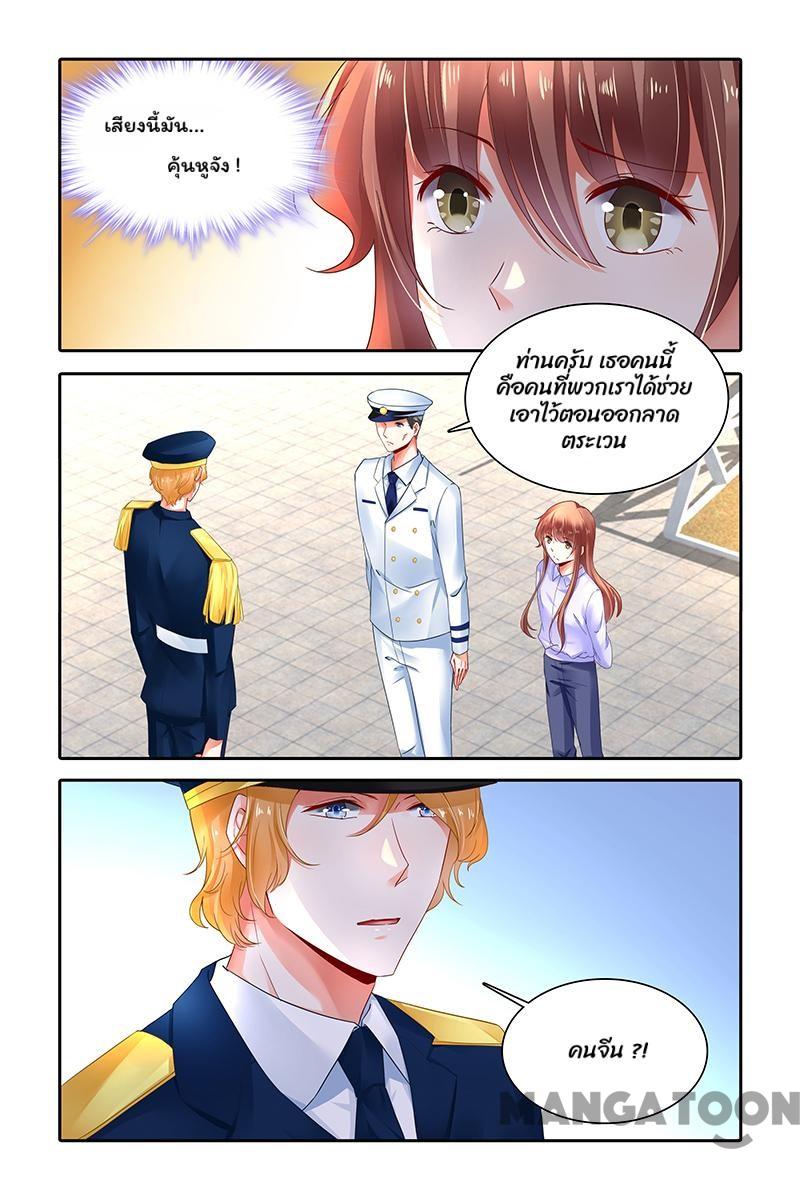 เสียงนี้มัน...
คุ้นหูจัง !
ท่านครับ เธอคนนี้
คือคนที่พวกเราได้ช่วย
เอาไว้ตอนออกลาด
ตระเวน
คนจีน ?!
MANGATOON